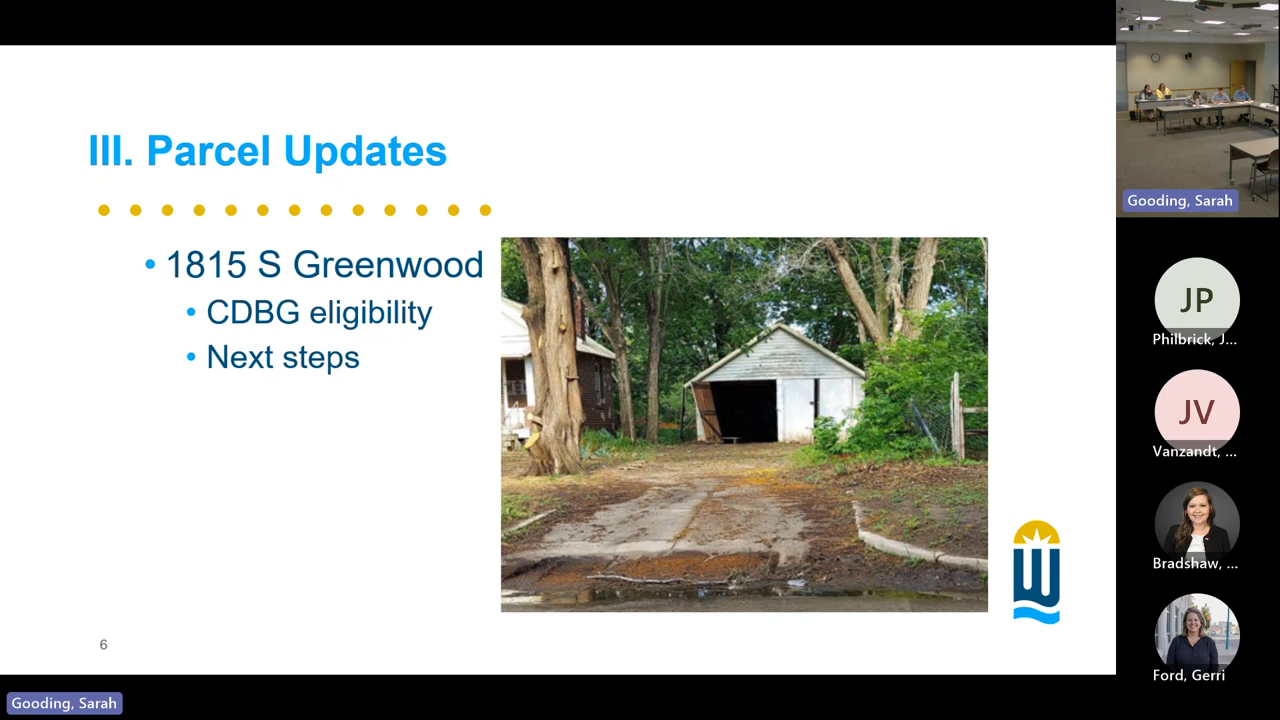 III. Parcel Updates
• 1815 S Greenwood
• CDBG eligibility
• Next steps
6
W
Gooding, Sarah
Gooding, Sarah
JP
Philbrick, J...
JV
Vanzandt, ...
Bradshaw, ...
Ford, Gerri